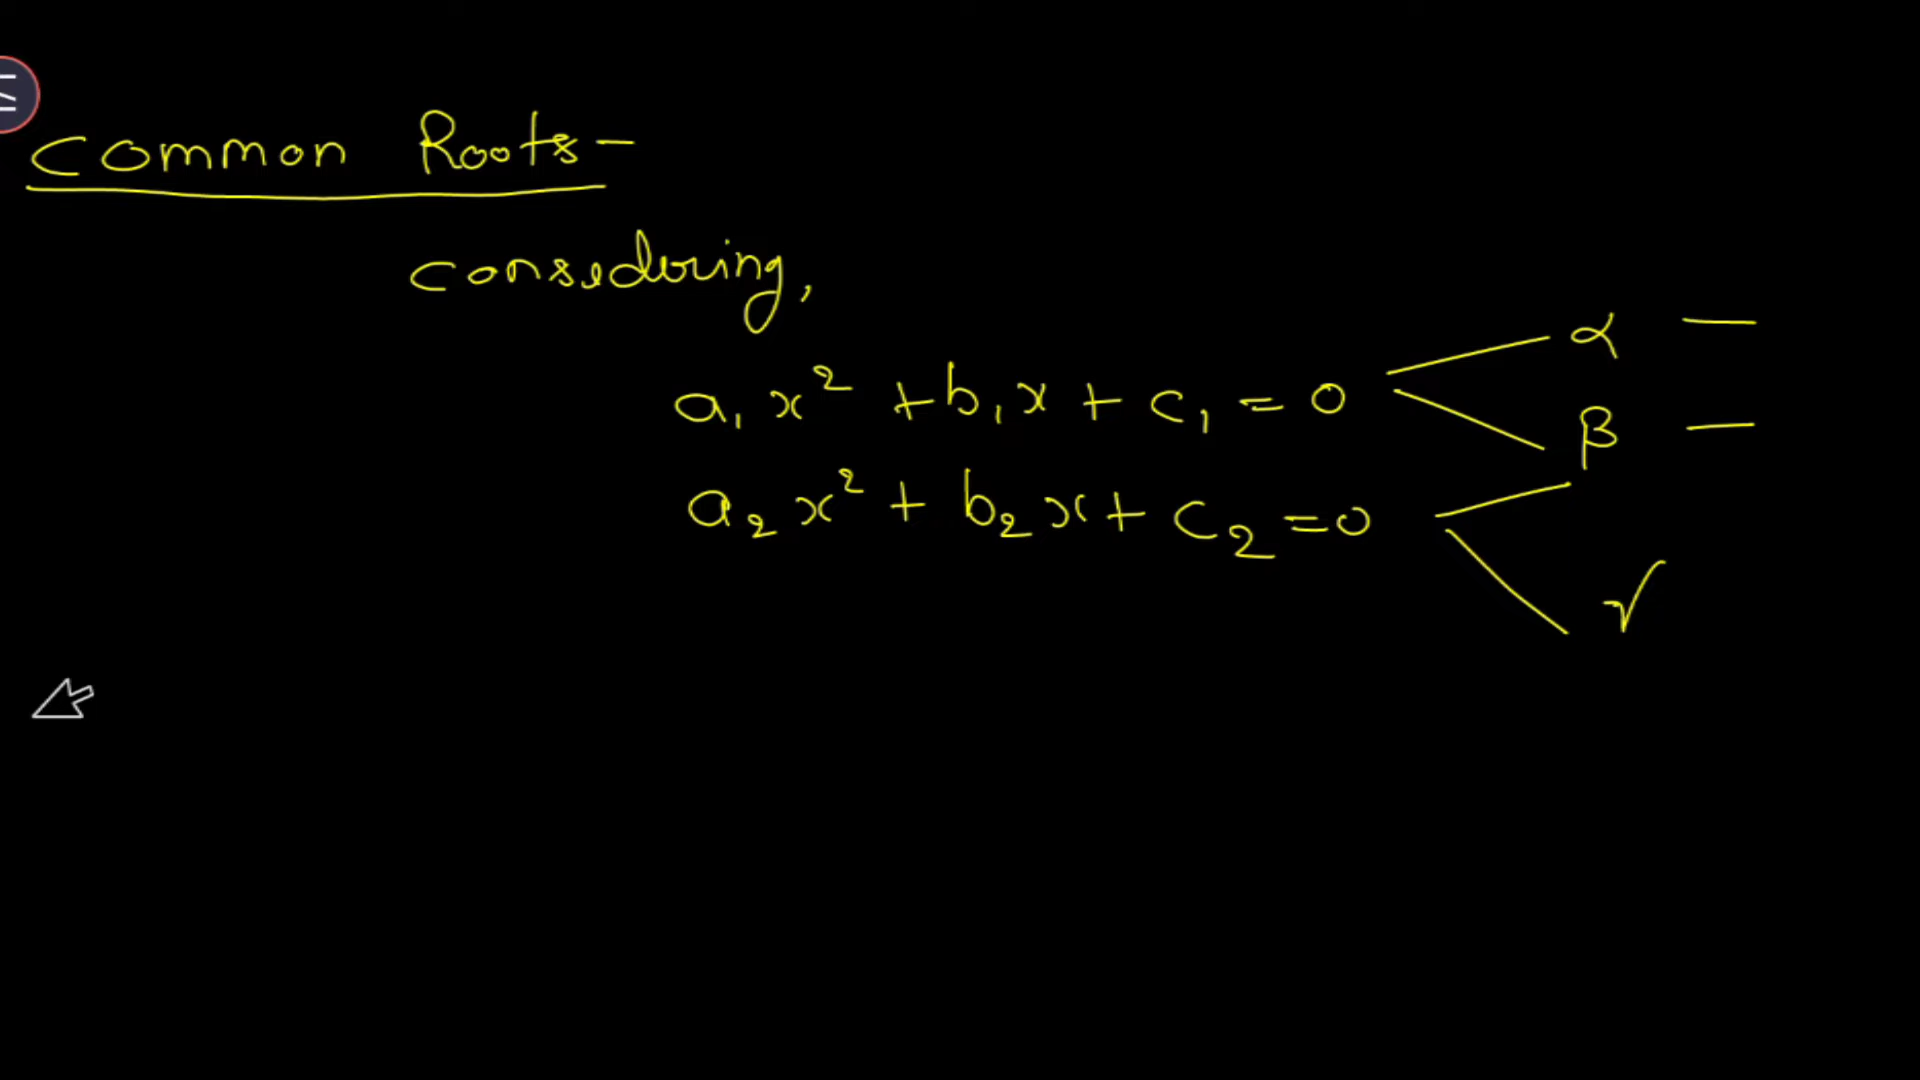 Common Roots-
considering,
α —
a₁x² + b₁x + c₁ = 0
β —
a₂x² + b₂x + c₂ = 0
γ